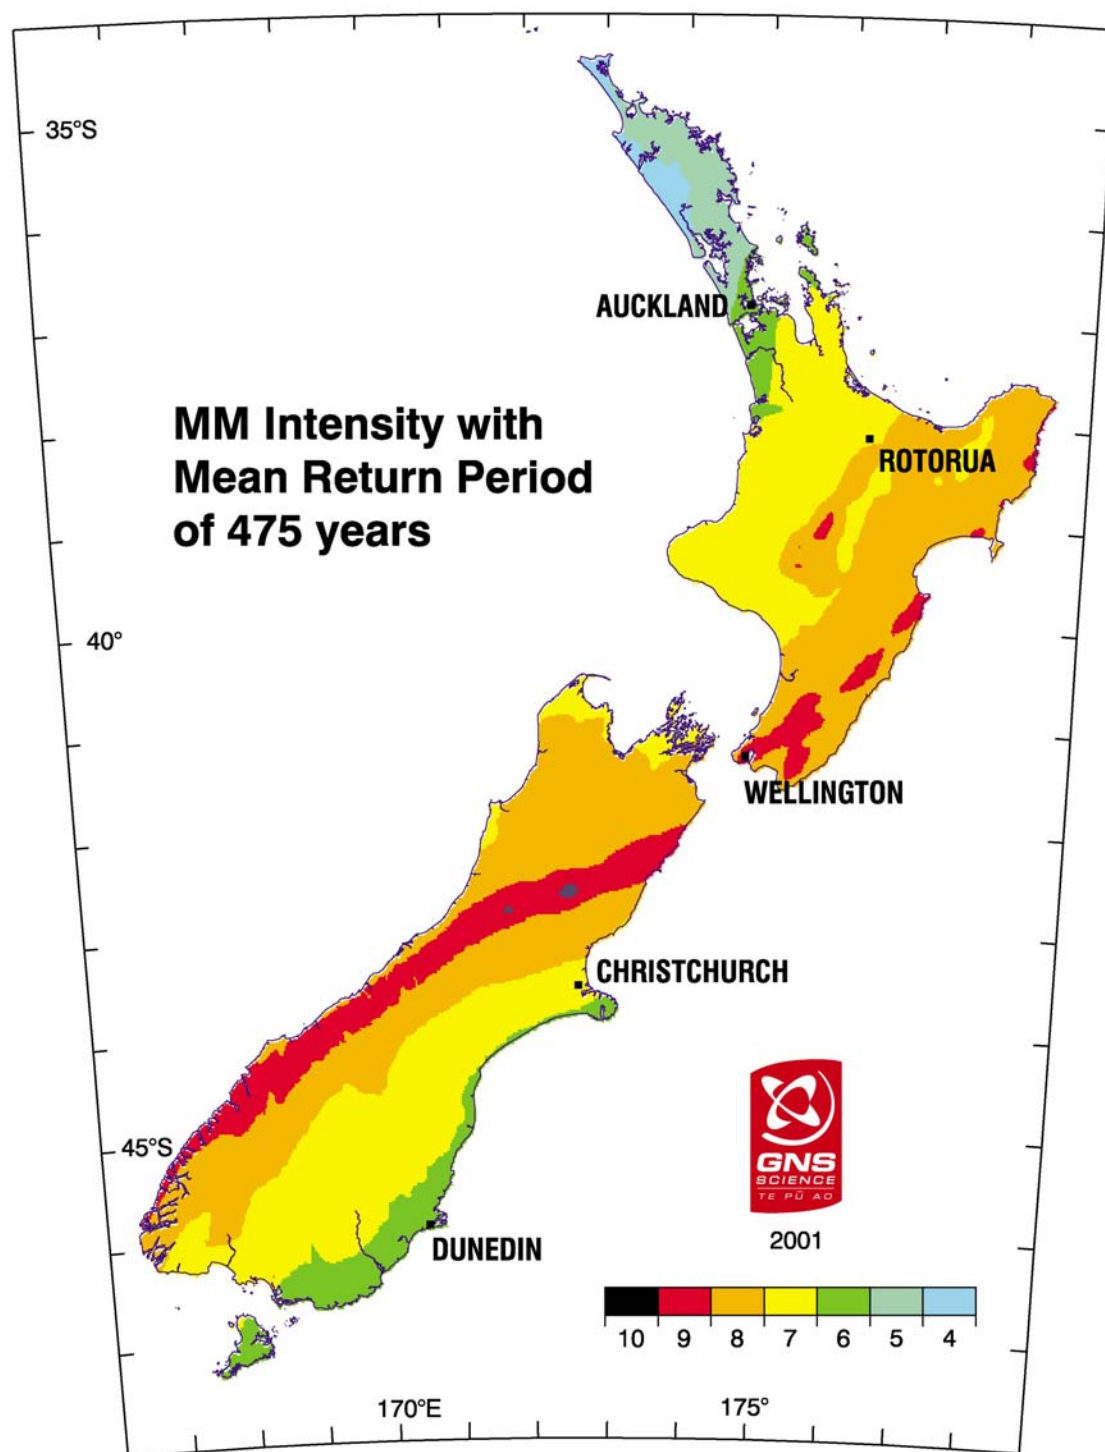 35°S
AUCKLAND
MM Intensity with
Mean Return Period
of 475 years
ROTORUA
40°
WELLINGTON
CHRISTCHURCH
45°S
GNS
SCIENCE
TE PŪ AO
2001
DUNEDIN
10 9 8 7 6 5 4
170°E 175°